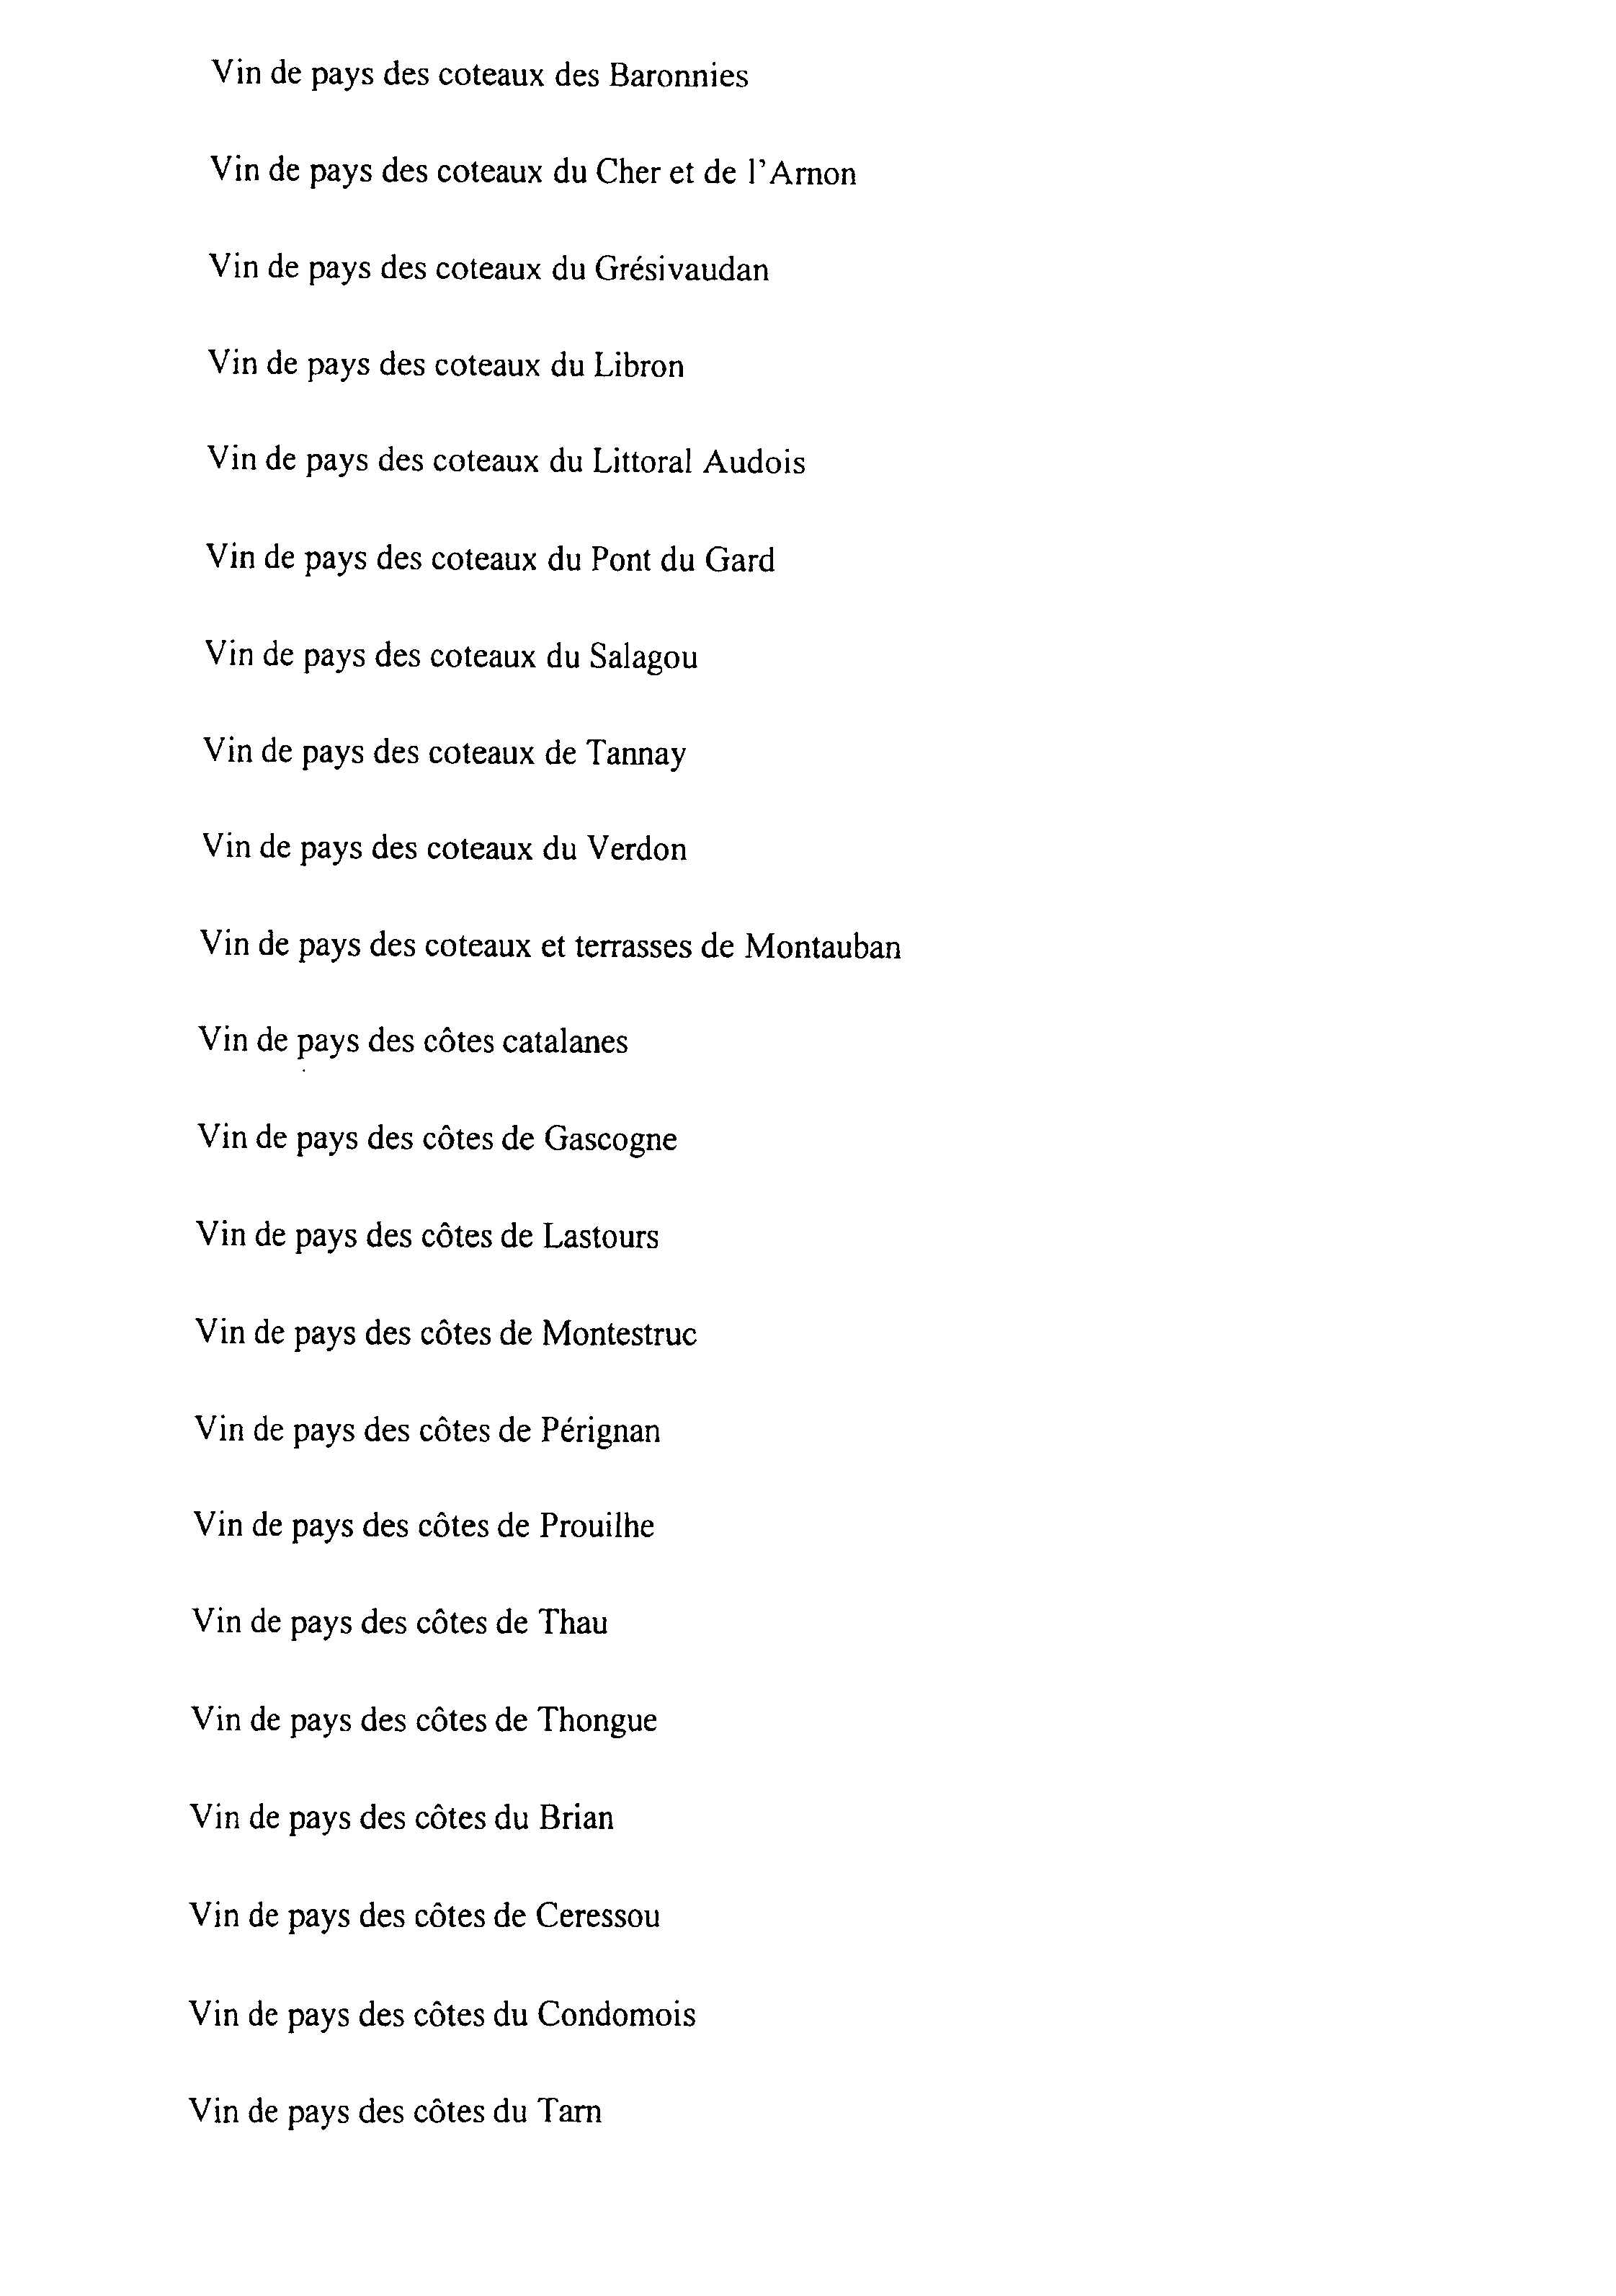 Vin de pays des coteaux des Baronnies
Vin de pays des coteaux du Cher et de l'Arnon
Vin de pays des coteaux du Grésivaudan
Vin de pays des coteaux du Libron
Vin de pays des coteaux du Littoral Audois
Vin de pays des coteaux du Pont du Gard
Vin de pays des coteaux du Salagou
Vin de pays des coteaux de Tannay
Vin de pays des coteaux du Verdon
Vin de pays des coteaux et terrasses de Montauban
Vin de pays des côtes catalanes
Vin de pays des côtes de Gascogne
Vin de pays des côtes de Lastours
Vin de pays des côtes de Montestruc
Vin de pays des côtes de Pérignan
Vin de pays des côtes de Prouilhe
Vin de pays des côtes de Thau
Vin de pays des côtes de Thongue
Vin de pays des côtes du Brian
Vin de pays des côtes de Ceressou
Vin de pays des côtes du Condomois
Vin de pays des côtes du Tarn